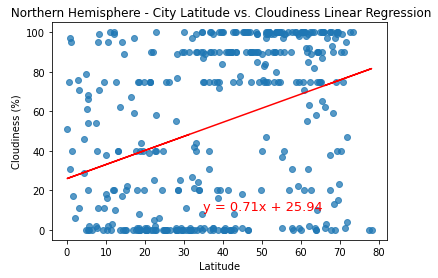 Northern Hemisphere - City Latitude vs. Cloudiness Linear Regression
100
80
60
40
20
0
Cloudiness (%)
y = 0.71x + 25.94
0 10 20 30 40 50 60 70 80
Latitude